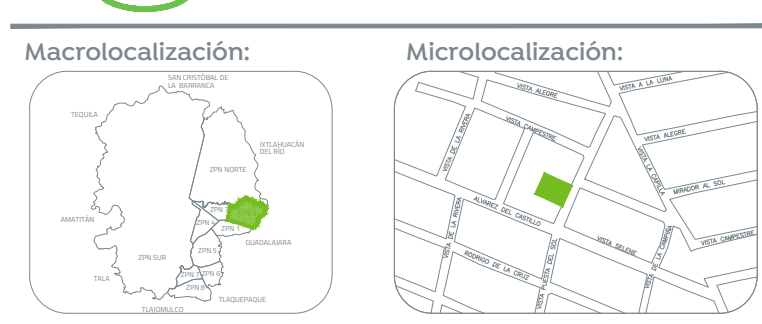 Macrolocalización:
Microlocalización:
SAN CRISTÓBAL DE
LA BARRANCA
TEQUILA
IXTLAHUACÁN
DEL RÍO
ZPN NORTE
AMATITÁN
ZPN 3
ZPN 4
ZPN 1
GUADALAJARA
ZPN SUR
ZPN 5
TALA
ZPN 7
ZPN 6
ZPN 8
TLAQUEPAQUE
TLAJOMULCO
VISTA ALEGRE
VISTA A LA LUNA
VISTA DE LA RIVERA
VISTA CAMPESTRE
VISTA ALEGRE
VISTA LA CAPILLA
MIRADOR AL SOL
VISTA DE LA RIVERA
ALVAREZ DEL CASTILLO
VISTA SELENE
VISTA CAMPESTRE
VISTA DE LA CAMPIÑA
RODRIGO DE LA CRUZ
VISTA PUESTA DEL SOL